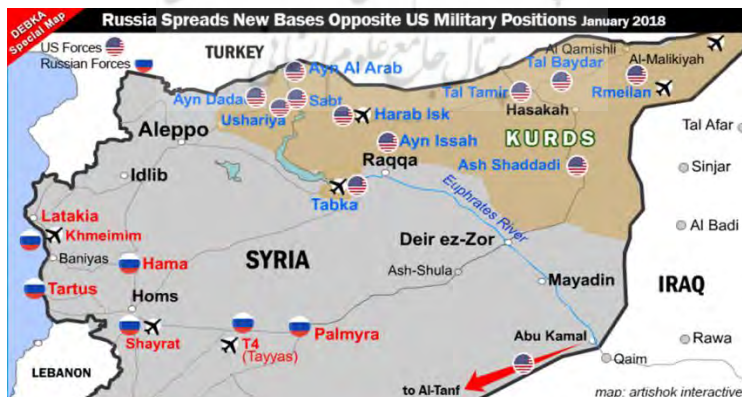 DEBKA
Special Map
Russia Spreads New Bases Opposite US Military Positions January 2018
US Forces
Russian Forces
TURKEY
Al Qamishli
Ayn Al Arab
Tal Baydar
Al-Malikiyah
Ayn Dada
Sabt
Tal Tamir
Rmeilan
Ushariya
Harab Isk
Hasakah
Aleppo
KURDS
Tal Afar
Ayn Issah
Idlib
Raqqa
Ash Shaddadi
Sinjar
Tabka
Euphrates River
Latakia
Khmeimim
Al Badi
SYRIA
Deir ez-Zor
Baniyas
Hama
Ash-Shula
Mayadin
IRAQ
Tartus
Homs
Shayrat
T4
(Tayyas)
Palmyra
Abu Kamal
Rawa
Qaim
LEBANON
to Al-Tanf
map: artishok interactive